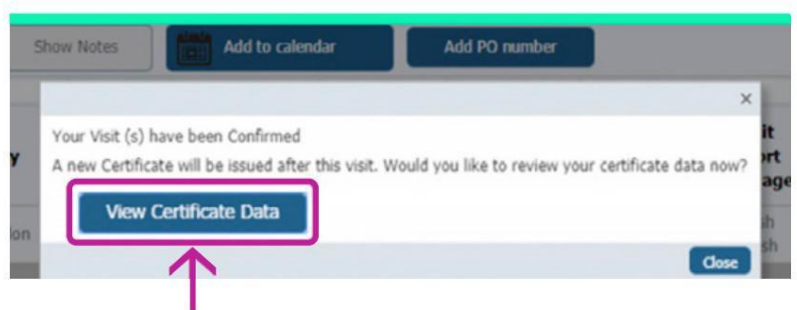 Show Notes
Add to calendar
Add PO number
×
Your Visit (s) have been Confirmed
A new Certificate will be issued after this visit. Would you like to review your certificate data now?
View Certificate Data
Close